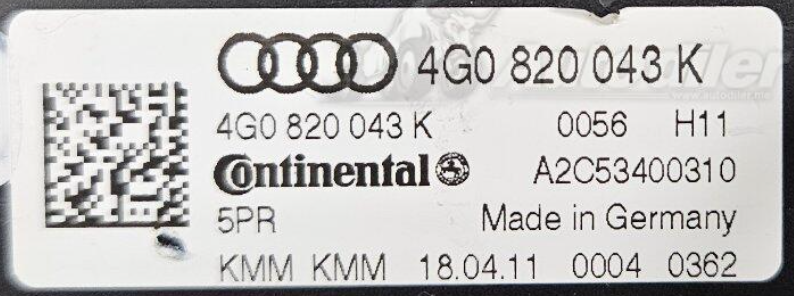 4G0 820 043 K
4G0 820 043 K 0056 H11
Continental A2C53400310
5PR Made in Germany
KMM KMM 18.04.11 0004 0362